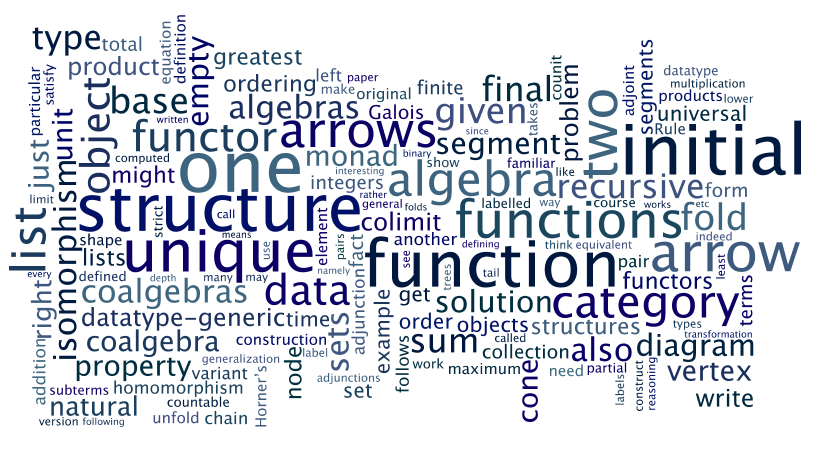 type
total
equation
definition
empty
greatest
product
particular
satisfy
object
base
written
ordering
left
paper
make
original
finite
final
counit
problem
adjoint
segments
datatype
multiplication
products
lower
algebras
Galois
given
takes
two
universal
Rule
unit
functor
arrows
since
segment
initial
just
computed
might
one
monad
binary
show
familiar
like
interesting
integers
rather
algebra
recursive
form
limit
isomorphism
structure
general
folds
labelled
way
course
works
etc
list
shape
strict
call
element
colimit
functions
fold
indeed
lists
unique
means
use
pairs
fact
another
defining
see
function
think
equivalent
pair
arrow
least
every
defined
depth
many
may
namely
trees
tail
functors
terms
right
coalgebras
data
adjunction
get
solution
category
datatype-generic
time
sets
example
order
objects
structures
types
transformation
addition
coalgebra
construction
sum
called
collection
also
diagram
property
variant
generalization
node
label
follows
work
maximum
cone
need
partial
labels
construct
reasoning
vertex
subterms
homomorphism
Horner's
adjunctions
set
write
natural
countable
version
following
unfold
chain